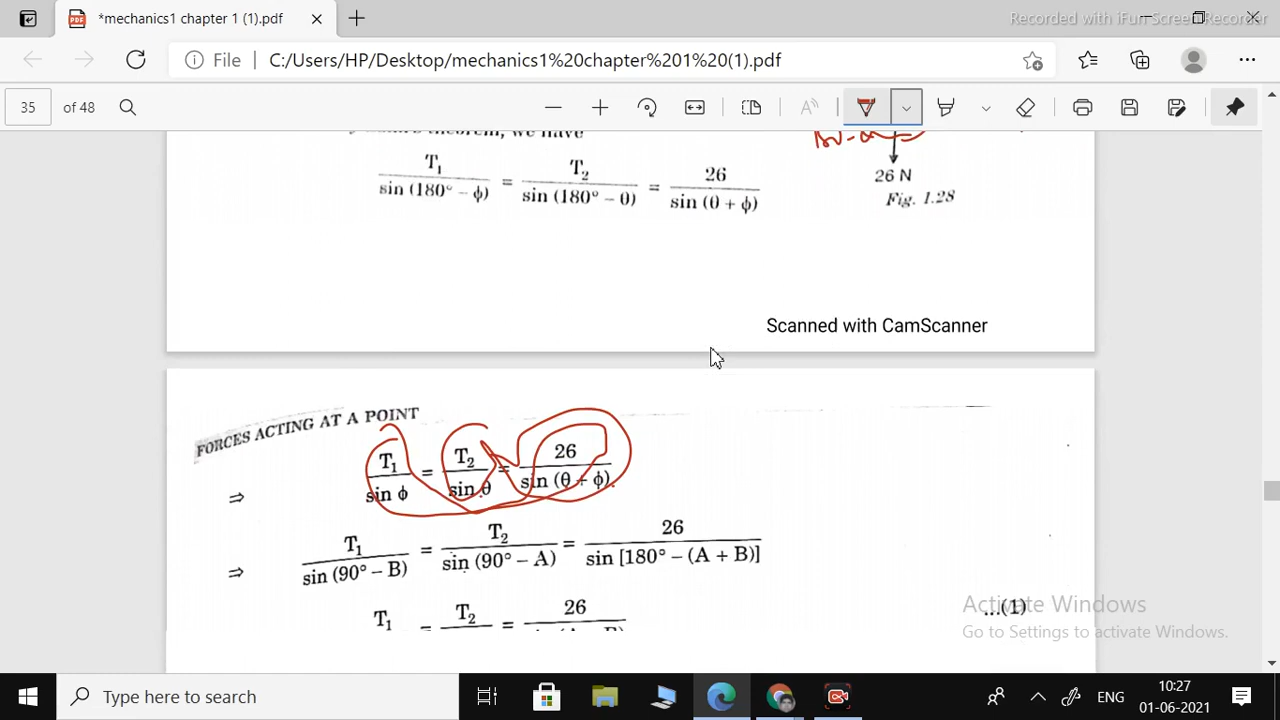 *mechanics1 chapter 1 (1).pdf
Recorded with iFun Screen Recorder
File C:/Users/HP/Desktop/mechanics1%20chapter%201%20(1).pdf
35 of 48
theorem, we have
T₁/sin (180° – ϕ) = T₂/sin (180° – θ) = 26/sin (θ + ϕ)
26 N
Fig. 1.28
Scanned with CamScanner
FORCES ACTING AT A POINT
⇒ T₁/sin ϕ = T₂/sin θ = 26/sin (θ + ϕ).
⇒ T₁/sin (90° – B) = T₂/sin (90° – A) = 26/sin [180° – (A + B)]
T₁ = T₂ = 26 ...(1)
Activate Windows
Go to Settings to activate Windows.
Type here to search
ENG
10:27
01-06-2021